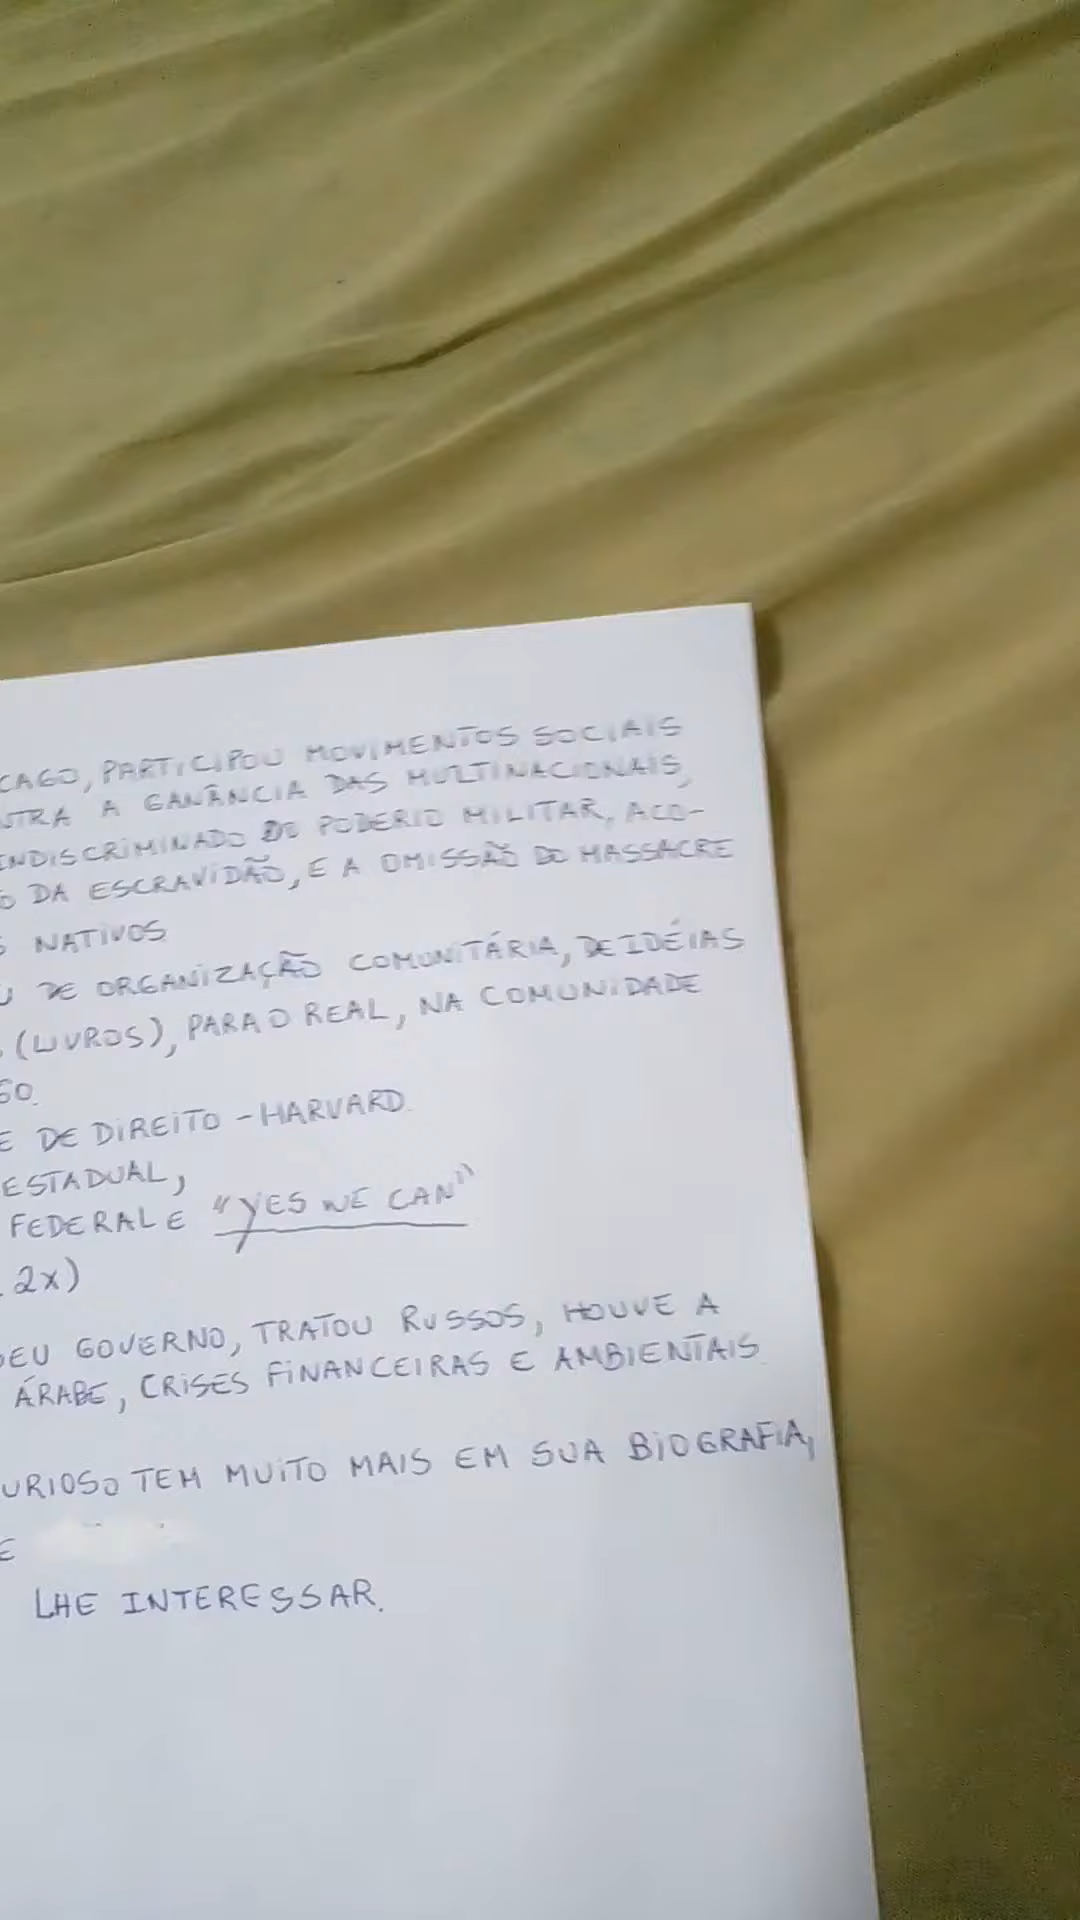 CAGO, PARTICIPOU MOVIMENTOS SOCIAIS
NTRA A GANÂNCIA DAS MULTINACIONAIS,
INDISCRIMINADO DO PODERIO MILITAR, ACO-
O DA ESCRAVIDÃO, E A OMISSÃO DO MASSACRE
S NATIVOS
U DE ORGANIZAÇÃO COMUNITÁRIA, DE IDÉIAS
(LIVROS), PARA O REAL, NA COMUNIDADE
GO.
E DE DIREITO - HARVARD.
ESTADUAL,
FEDERAL E "YES WE CAN"
2X)
SEU GOVERNO, TRATOU RUSSOS, HOUVE A
ÁRABE, CRISES FINANCEIRAS E AMBIENTAIS
URIOSO TEM MUITO MAIS EM SUA BIOGRAFIA,
E
LHE INTERESSAR.